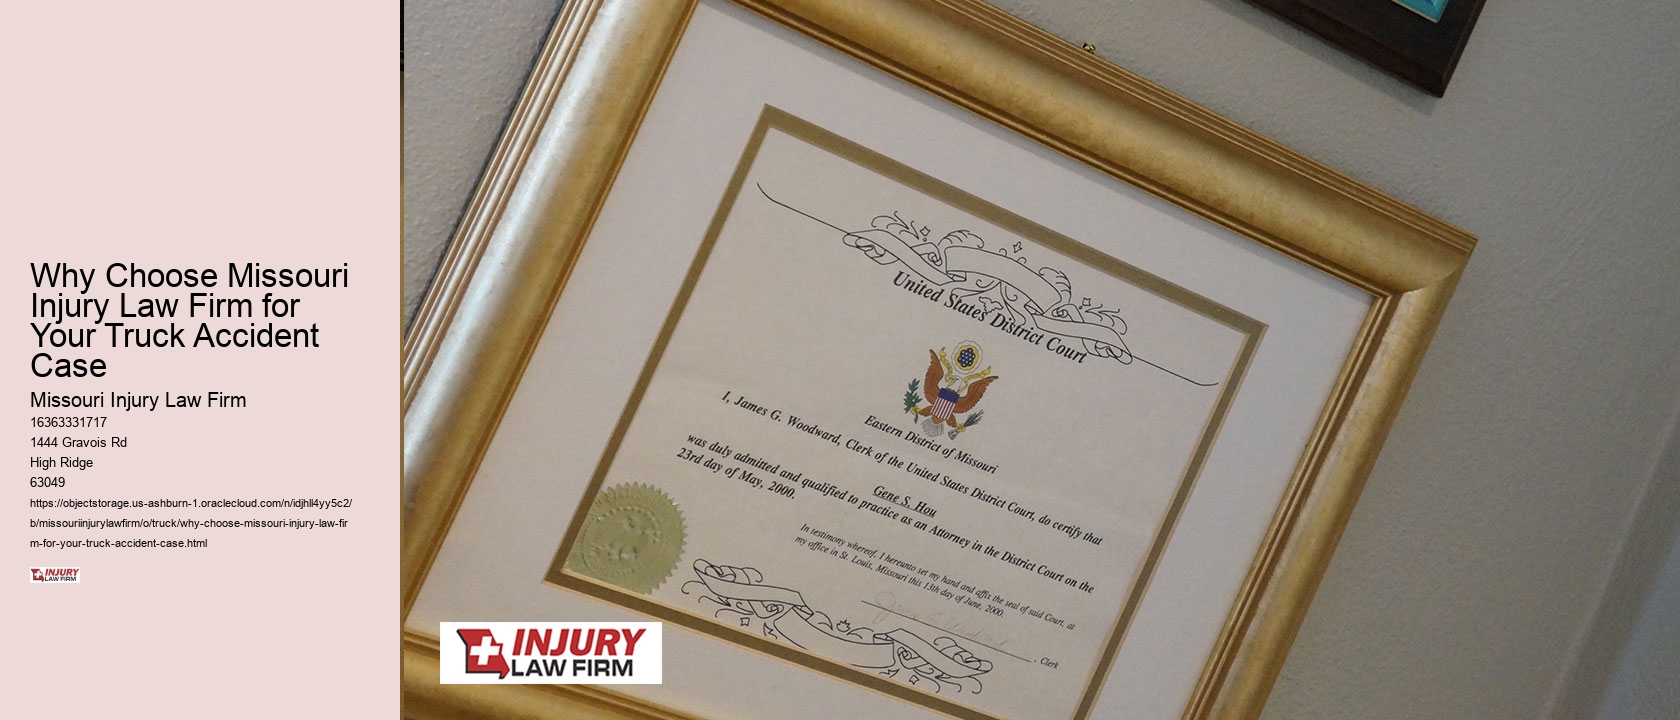 Why Choose Missouri
Injury Law Firm for
Your Truck Accident
Case
Missouri Injury Law Firm
16363331717
1444 Gravois Rd
High Ridge
63049
https://objectstorage.us-ashburn-1.oraclecloud.com/n/idjhll4yy5c2/
b/missouriinjurylawfirm/o/truck/why-choose-missouri-injury-law-fir
m-for-your-truck-accident-case.html
INJURY
LAW FIRM
United States District Court
Eastern District of Missouri
I, James G. Woodward, Clerk of the United States District Court, do certify that
Gene S. Hou
was duly admitted and qualified to practice as an Attorney in the District Court on the
23rd day of May, 2000.
In testimony whereof, I hereunto set my hand and affix the seal of said Court, at
my office in St. Louis, Missouri this 13th day of June, 2000.
, Clerk
INJURY
LAW FIRM